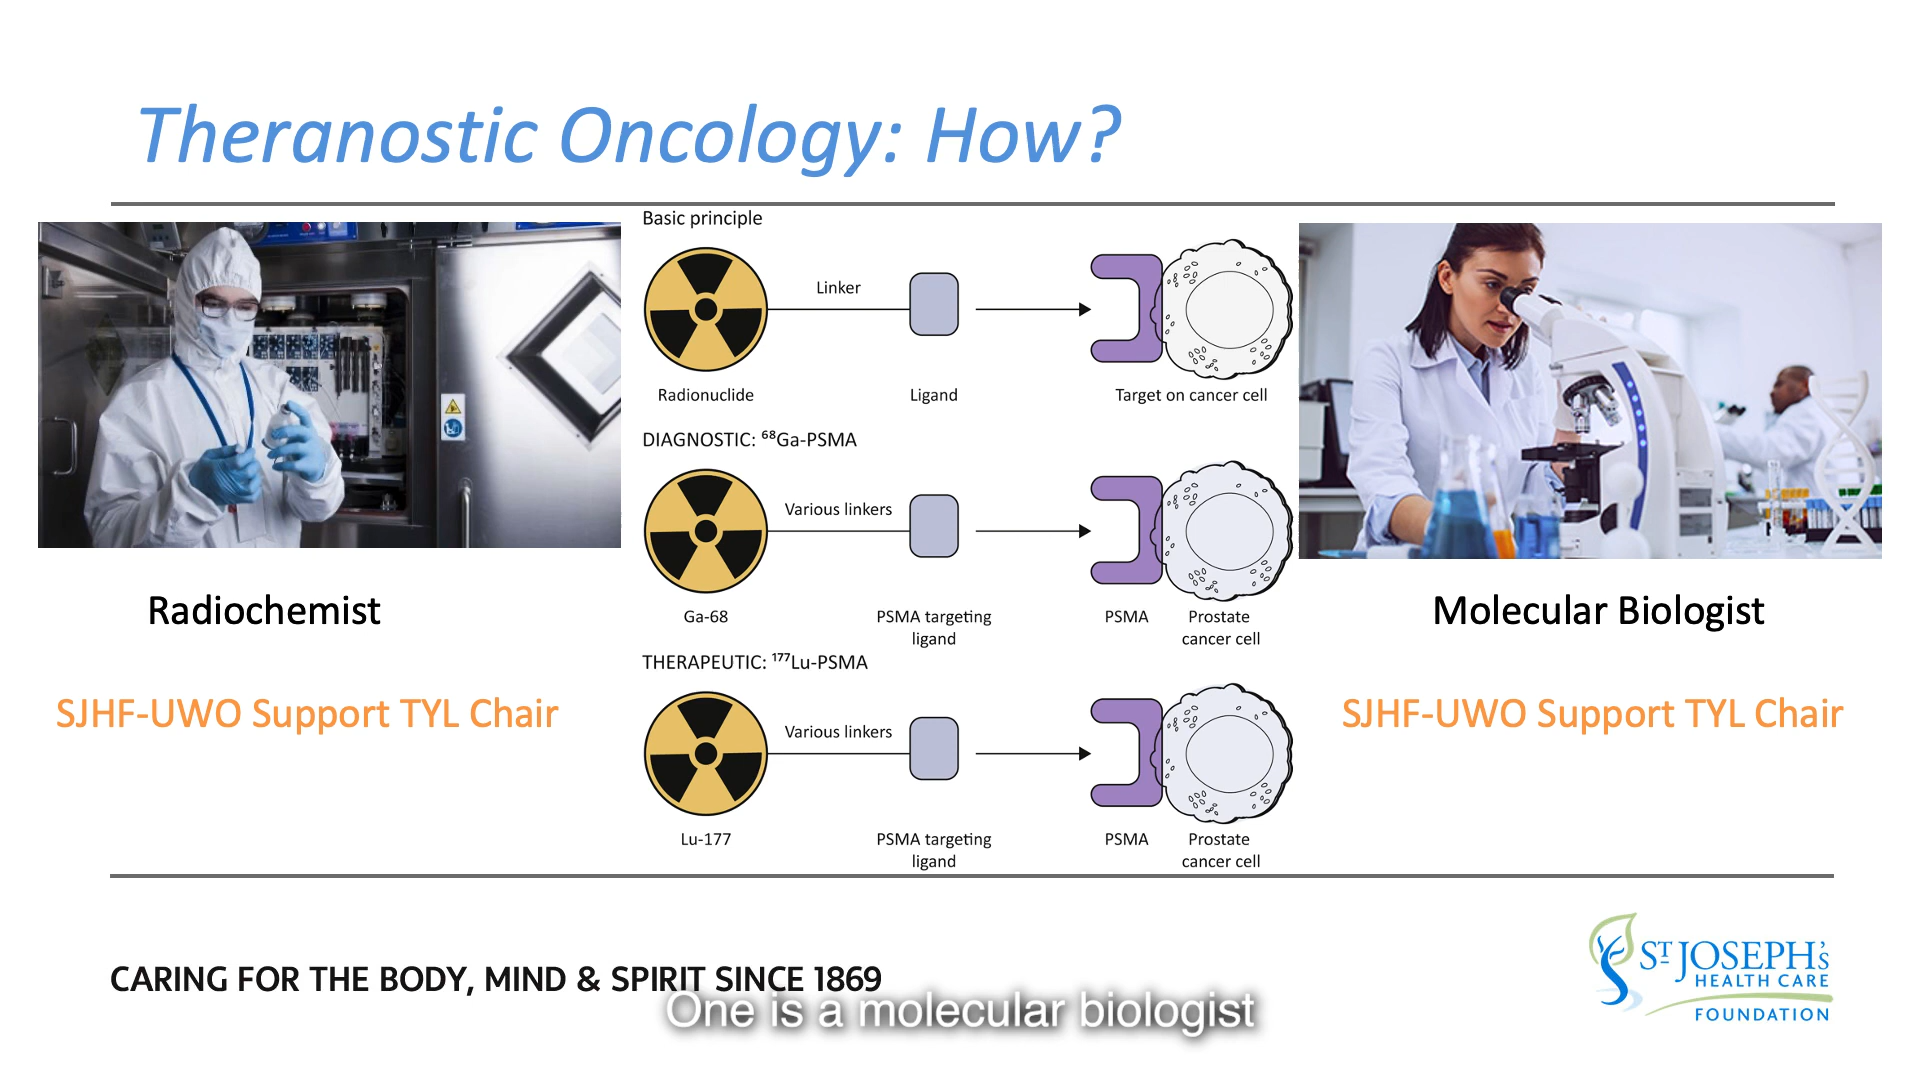 Theranostic Oncology: How?
Basic principle
Linker
Radionuclide
Ligand
Target on cancer cell
DIAGNOSTIC: ⁶⁸Ga-PSMA
Various linkers
Ga-68
PSMA targeting
ligand
PSMA
Prostate
cancer cell
THERAPEUTIC: ¹⁷⁷Lu-PSMA
Various linkers
Lu-177
PSMA targeting
ligand
PSMA
Prostate
cancer cell
Radiochemist
SJHF-UWO Support TYL Chair
Molecular Biologist
SJHF-UWO Support TYL Chair
CARING FOR THE BODY, MIND & SPIRIT SINCE 1869
One is a molecular biologist
ST JOSEPH'S
HEALTH CARE
FOUNDATION